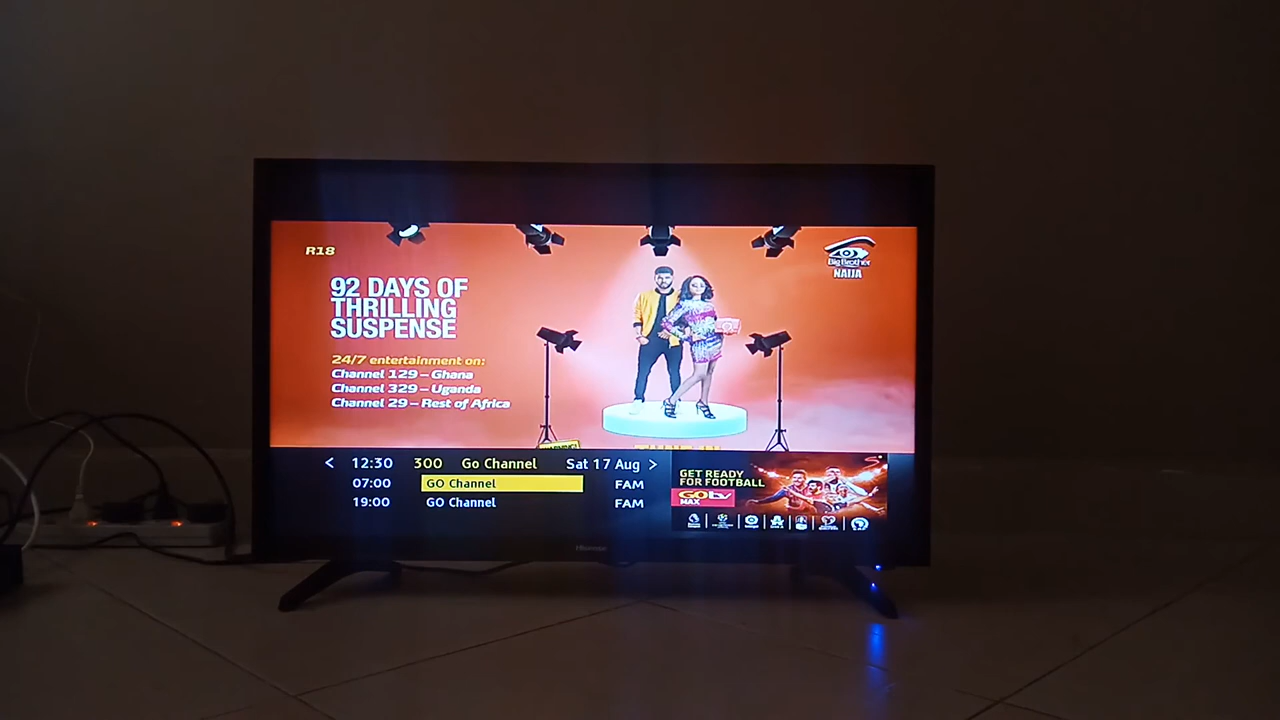 R18
Big Brother
NAIJA
92 DAYS OF
THRILLING
SUSPENSE
24/7 entertainment on:
Channel 129 – Ghana
Channel 329 – Uganda
Channel 29 – Rest of Africa
< 12:30 300 Go Channel Sat 17 Aug >
07:00 GO Channel FAM
19:00 GO Channel FAM
GET READY
FOR FOOTBALL
GOtv
MAX
Hisense